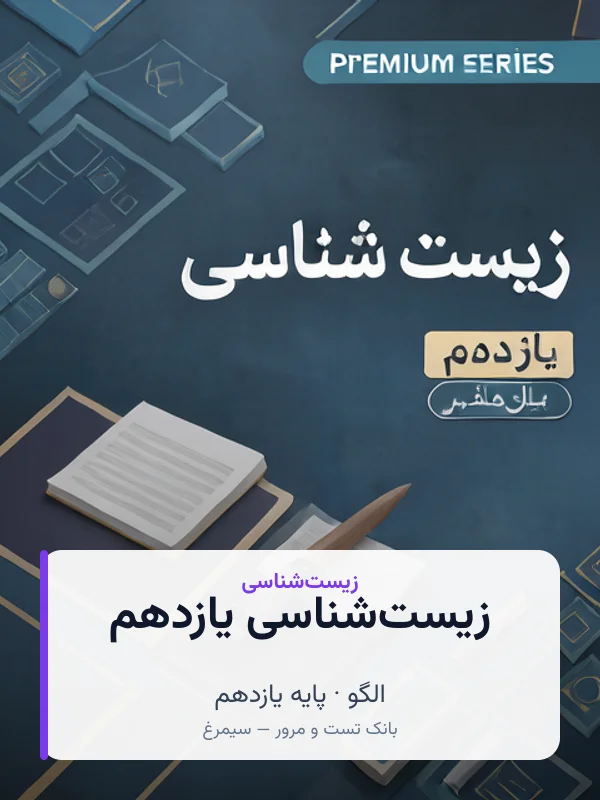 PREMIUM SERIES
زیست شناسی
یازدهم
زیست‌شناسی
زیست‌شناسی یازدهم
الگو · پایه یازدهم
بانک تست و مرور — سیمرغ